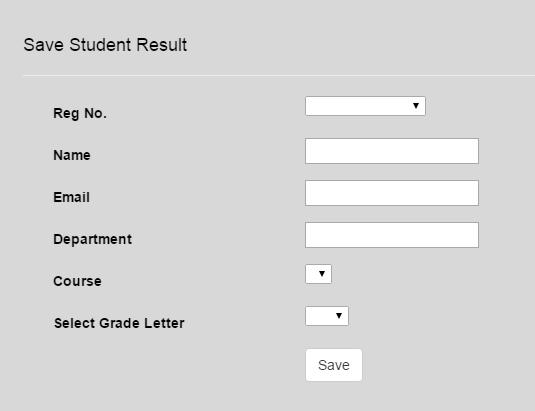 Save Student Result
Reg No.
Name
Email
Department
Course
Select Grade Letter
Save